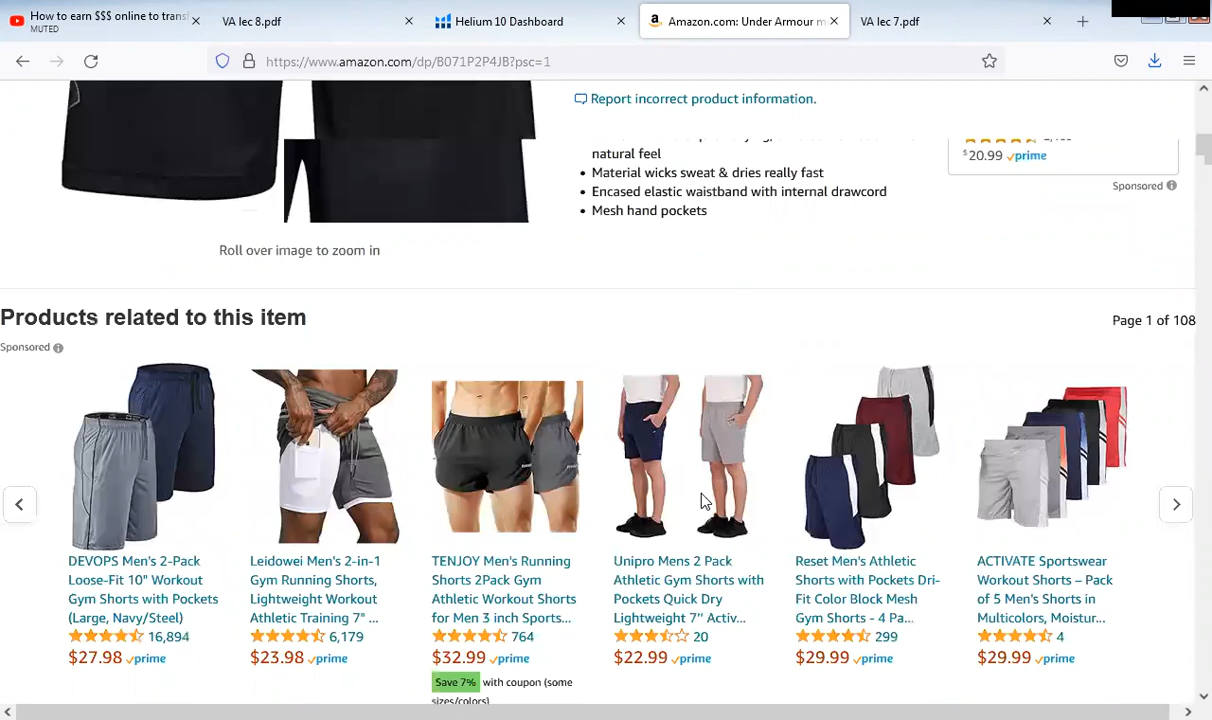 How to earn $$$ online to transi
MUTED
VA lec 8.pdf
Helium 10 Dashboard
Amazon.com: Under Armour m
VA lec 7.pdf
https://www.amazon.com/dp/B071P2P4JB?psc=1
Report incorrect product information.
natural feel
• Material wicks sweat & dries really fast
• Encased elastic waistband with internal drawcord
• Mesh hand pockets
$20.99 prime
Sponsored
Roll over image to zoom in
Products related to this item
Page 1 of 108
Sponsored
DEVOPS Men's 2-Pack
Loose-Fit 10" Workout
Gym Shorts with Pockets
(Large, Navy/Steel)
16,894
$27.98 prime
Leidowei Men's 2-in-1
Gym Running Shorts,
Lightweight Workout
Athletic Training 7" ...
6,179
$23.98 prime
TENJOY Men's Running
Shorts 2Pack Gym
Athletic Workout Shorts
for Men 3 inch Sports...
764
$32.99 prime
Save 7% with coupon (some
sizes/colors)
Unipro Mens 2 Pack
Athletic Gym Shorts with
Pockets Quick Dry
Lightweight 7'' Activ...
20
$22.99 prime
Reset Men's Athletic
Shorts with Pockets Dri-
Fit Color Block Mesh
Gym Shorts - 4 Pa...
299
$29.99 prime
ACTIVATE Sportswear
Workout Shorts – Pack
of 5 Men's Shorts in
Multicolors, Moistur...
4
$29.99 prime